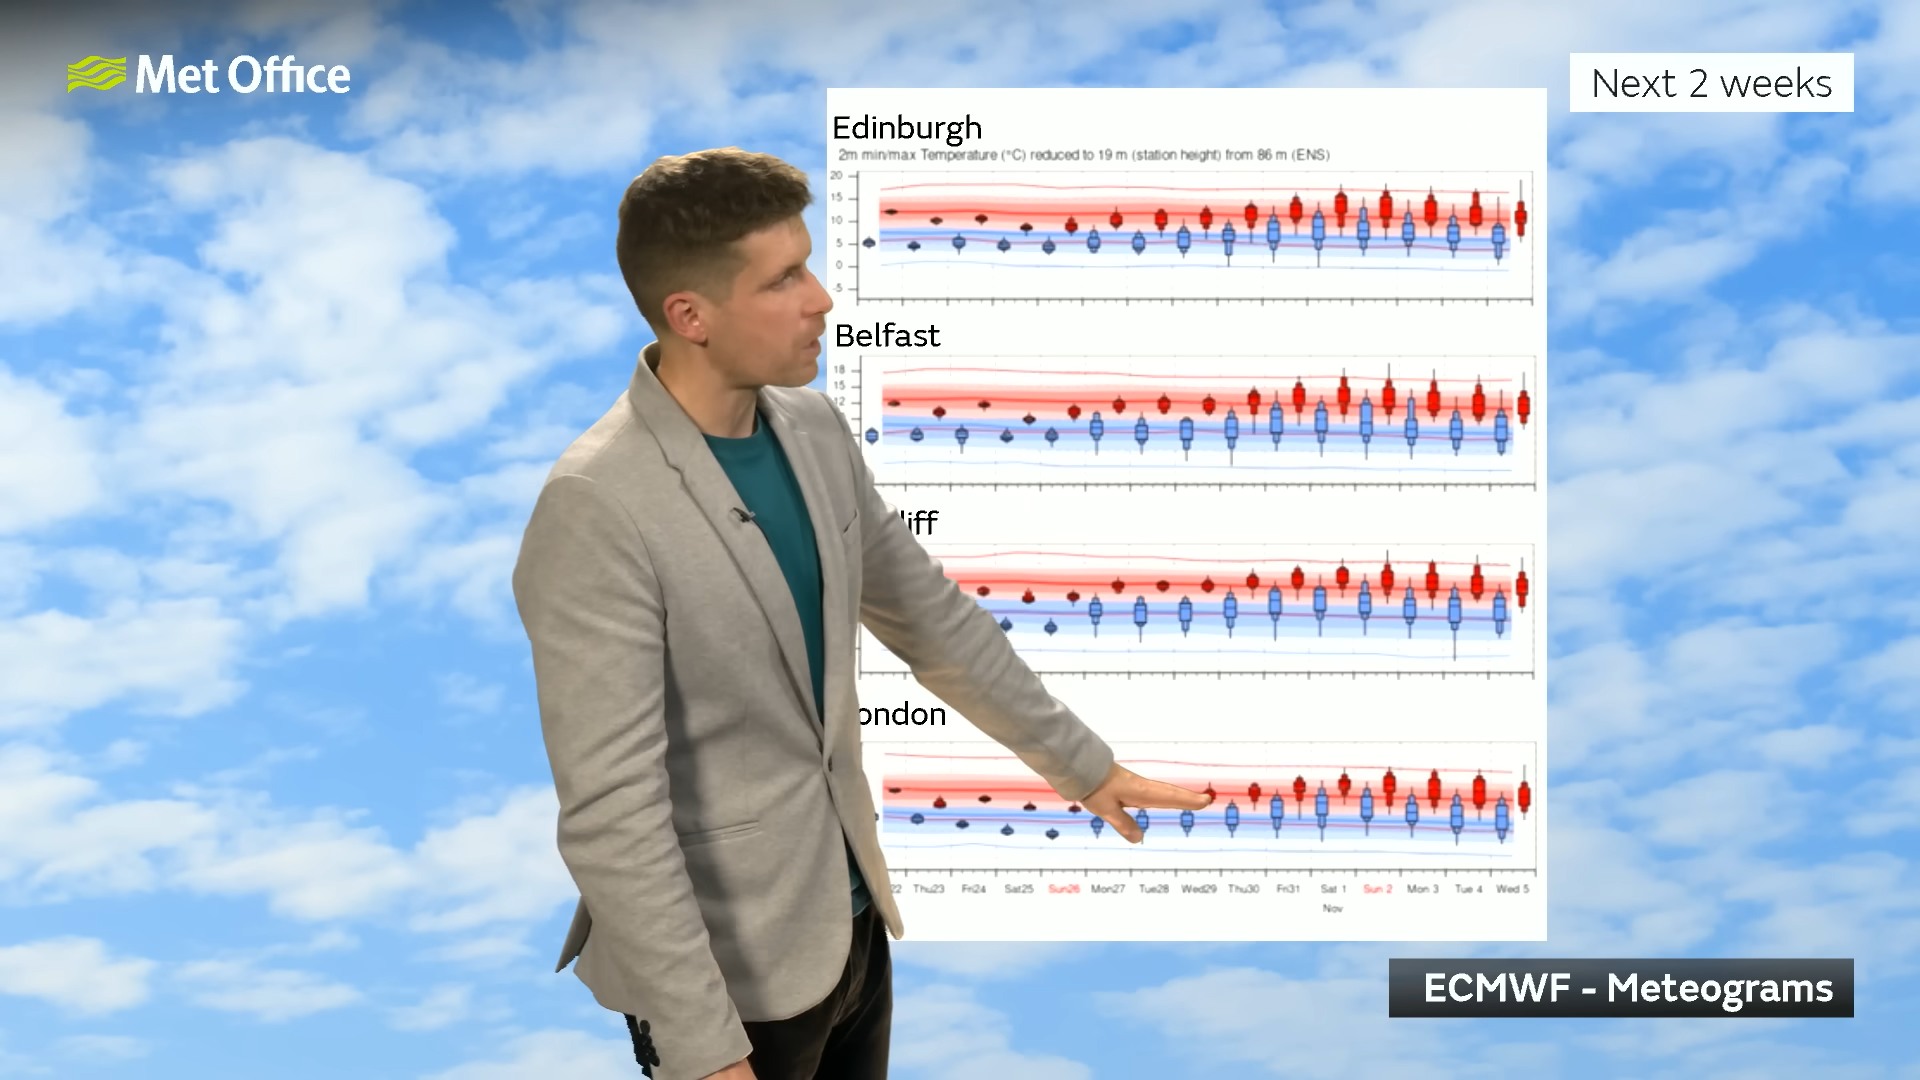 Met Office
Next 2 weeks
Edinburgh
2m min/max Temperature (°C) reduced to 19 m (station height) from 86 m (ENS)
20
15
10
5
0
-5
Belfast
18
15
12
iff
ondon
22 Thu23 Fri24 Sat25 Sun26 Mon27 Tue28 Wed29 Thu30 Fri31 Sat 1 Sun 2 Mon 3 Tue 4 Wed 5
Nov
ECMWF - Meteograms